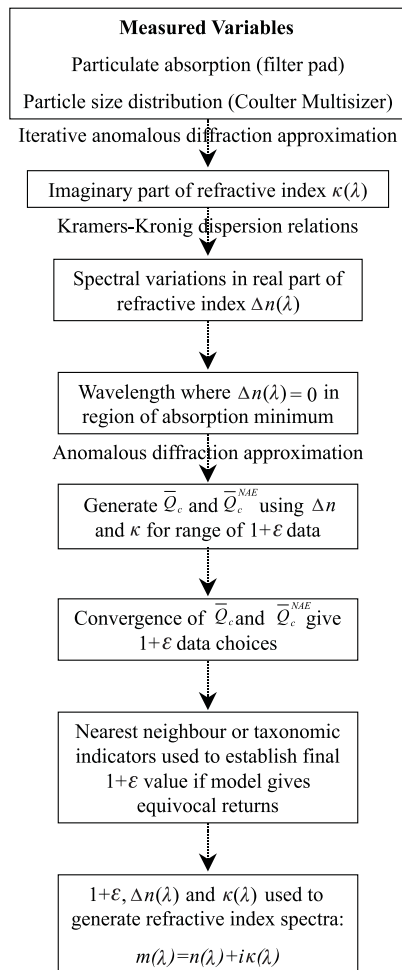 Measured Variables
Particulate absorption (filter pad)
Particle size distribution (Coulter Multisizer)
Iterative anomalous diffraction approximation
Imaginary part of refractive index κ(λ)
Kramers-Kronig dispersion relations
Spectral variations in real part of
refractive index Δn(λ)
Wavelength where Δn(λ) = 0 in
region of absorption minimum
Anomalous diffraction approximation
Generate Q̅c and Q̅c^NAE using Δn
and κ for range of 1+ε data
Convergence of Q̅c and Q̅c^NAE give
1+ε data choices
Nearest neighbour or taxonomic
indicators used to establish final
1+ε value if model gives
equivocal returns
1+ε, Δn(λ) and κ(λ) used to
generate refractive index spectra:
m(λ)=n(λ)+iκ(λ)